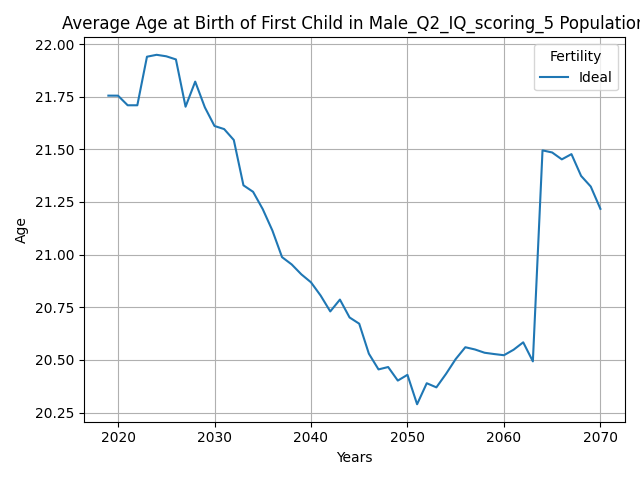 Average Age at Birth of First Child in Male_Q2_IQ_scoring_5 Population
Fertility
Ideal
22.00
21.75
21.50
21.25
21.00
20.75
20.50
20.25
Age
2020 2030 2040 2050 2060 2070
Years